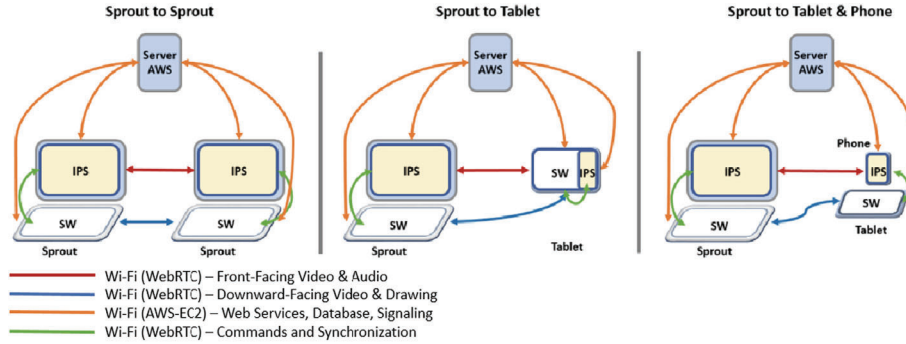 Sprout to Sprout
Sprout to Tablet
Sprout to Tablet & Phone
Server
AWS
Server
AWS
Server
AWS
IPS
IPS
SW
SW
Sprout
Sprout
IPS
SW
IPS
SW
Sprout
Tablet
IPS
Phone
IPS
SW
SW
Sprout
Tablet
Wi-Fi (WebRTC) – Front-Facing Video & Audio
Wi-Fi (WebRTC) – Downward-Facing Video & Drawing
Wi-Fi (AWS-EC2) – Web Services, Database, Signaling
Wi-Fi (WebRTC) – Commands and Synchronization